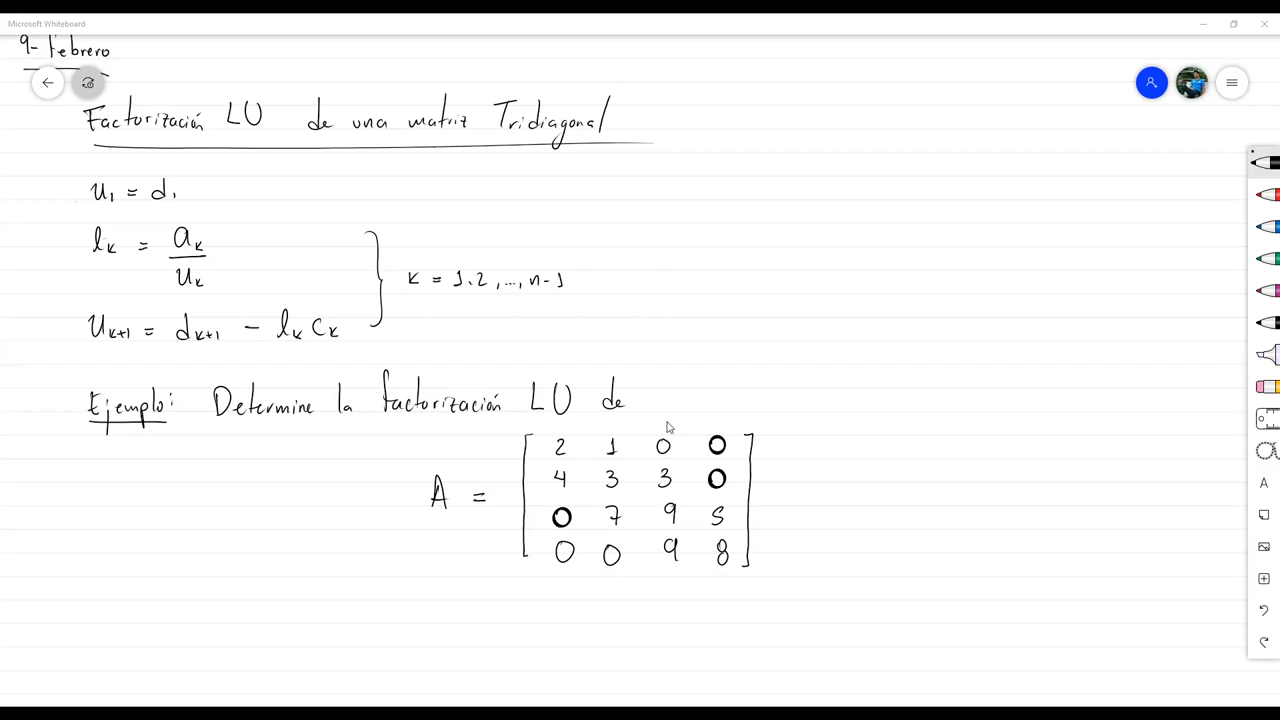 Microsoft Whiteboard
9- Febrero
Factorización LU de una matriz Tridiagonal
u₁ = d₁
lₖ = aₖ / uₖ
uₖ₊₁ = dₖ₊₁ − lₖ cₖ
k = 1,2,...,n-1
Ejemplo: Determine la factorización LU de
A =
2 1 0 0
4 3 3 0
0 7 9 5
0 0 9 8
A